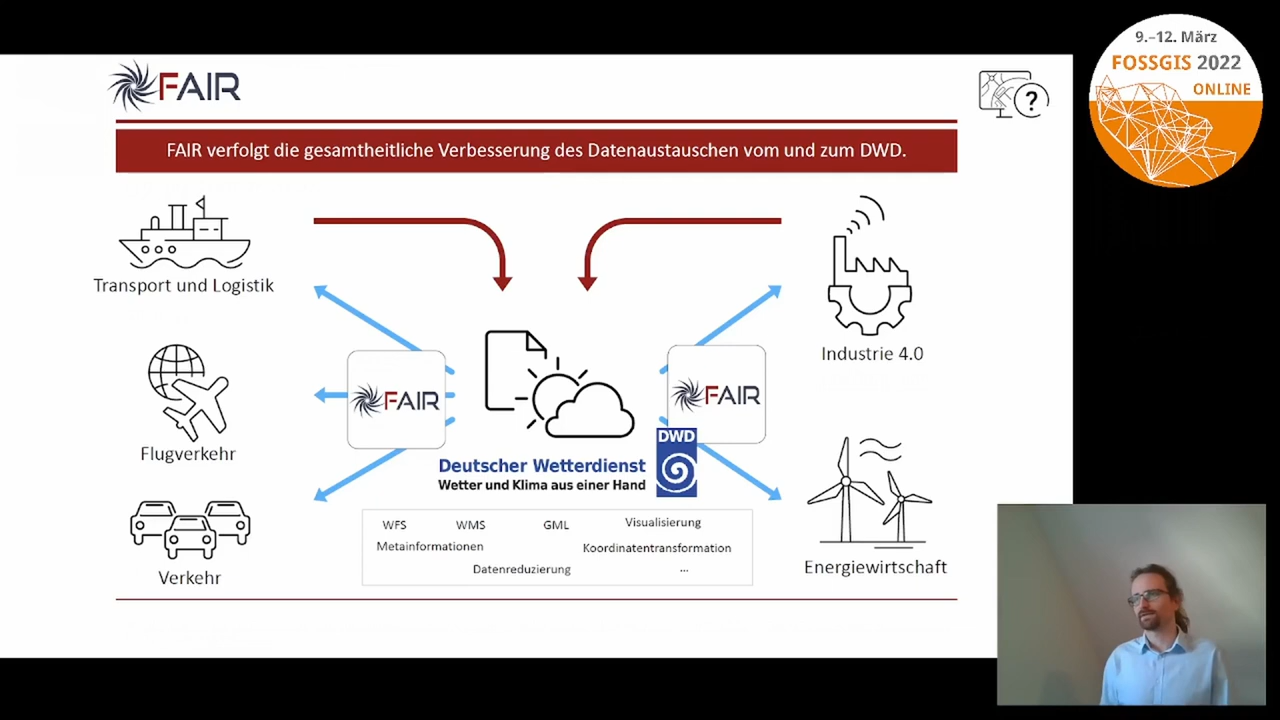 FAIR
?
9.–12. März
FOSSGIS 2022
ONLINE
FAIR verfolgt die gesamtheitliche Verbesserung des Datenaustauschen vom und zum DWD.
Transport und Logistik
Industrie 4.0
FAIR
FAIR
Flugverkehr
DWD
Deutscher Wetterdienst
Wetter und Klima aus einer Hand
WFS WMS GML Visualisierung
Metainformationen Koordinatentransformation
Datenreduzierung ...
Verkehr
Energiewirtschaft